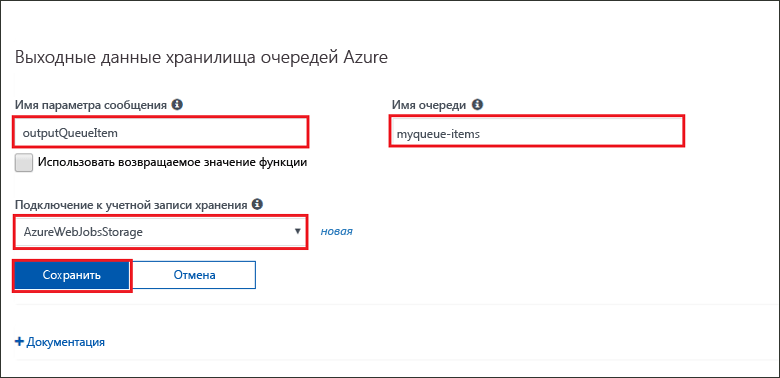 Выходные данные хранилища очередей Azure
Имя параметра сообщения
Имя очереди
outputQueueItem
myqueue-items
Использовать возвращаемое значение функции
Подключение к учетной записи хранения
AzureWebJobsStorage
новая
Сохранить
Отмена
+ Документация